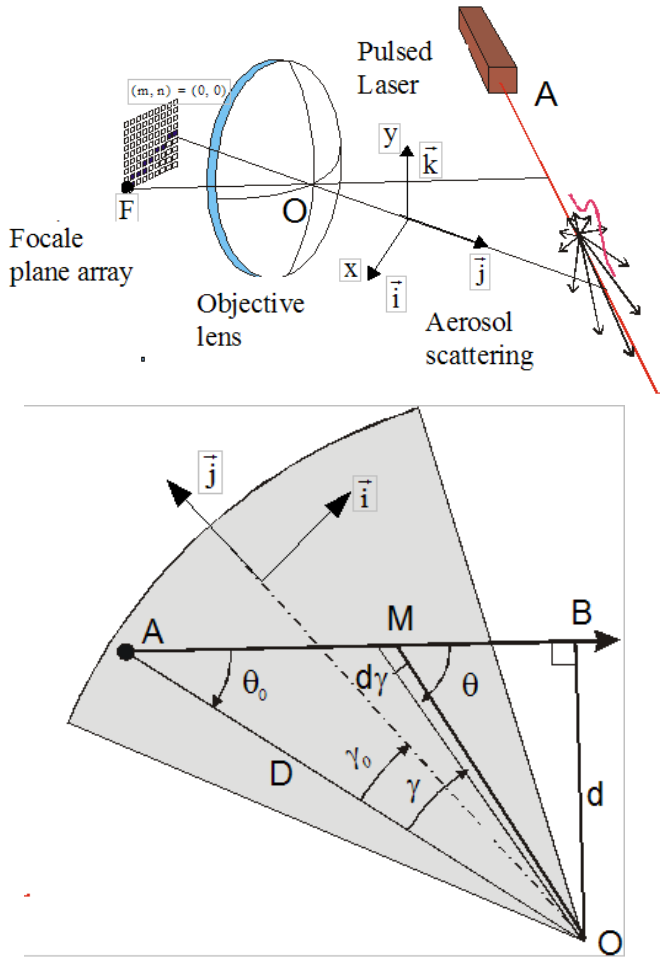 Pulsed
Laser
A
(m, n) = (0, 0)
y
k
F
O
x
i
j
Focale
plane array
Objective
lens
Aerosol
scattering
j
i
A
M
B
θ₀
dγ
θ
D
γ₀
γ
d
O